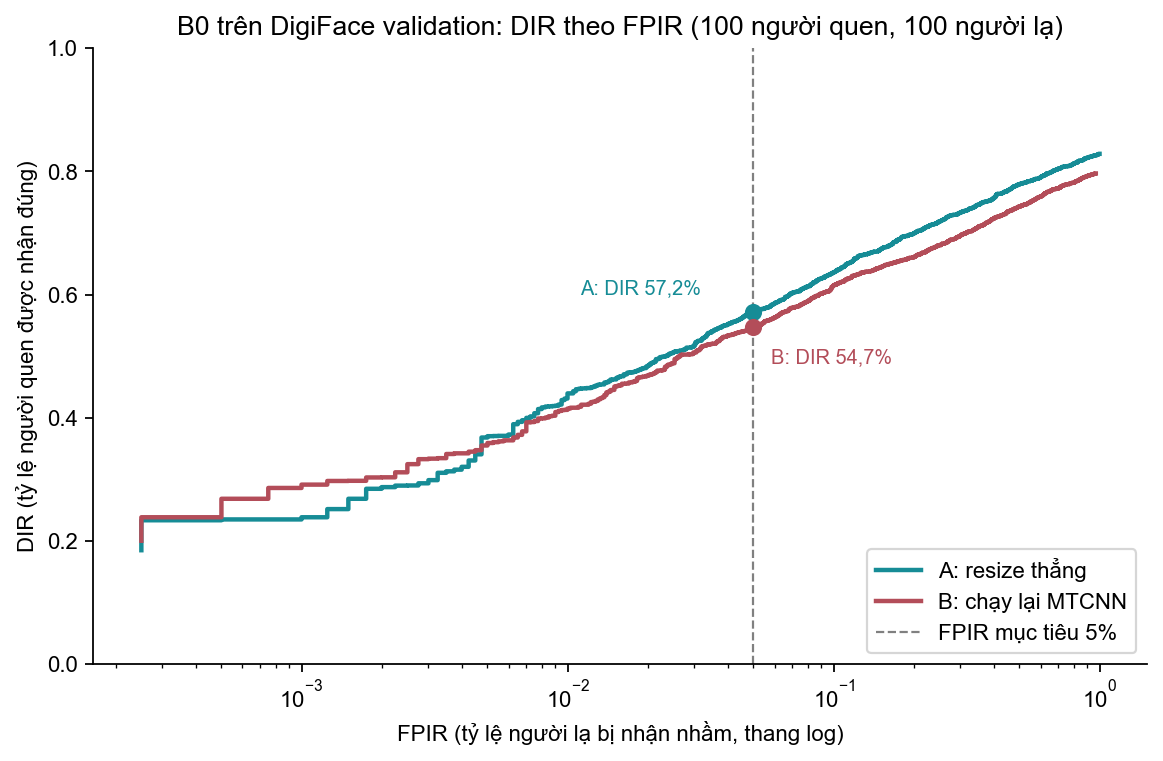 B0 trên DigiFace validation: DIR theo FPIR (100 người quen, 100 người lạ)
DIR (tỷ lệ người quen được nhận đúng)
1.0
0.8
0.6
0.4
0.2
0.0
A: DIR 57,2%
B: DIR 54,7%
A: resize thẳng
B: chạy lại MTCNN
FPIR mục tiêu 5%
10⁻³ 10⁻² 10⁻¹ 10⁰
FPIR (tỷ lệ người lạ bị nhận nhầm, thang log)